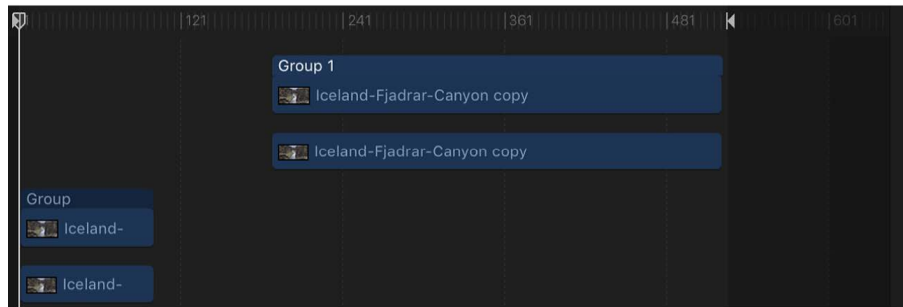 121 241 361 481 601
Group 1
Iceland-Fjadrar-Canyon copy
Iceland-Fjadrar-Canyon copy
Group
Iceland-
Iceland-